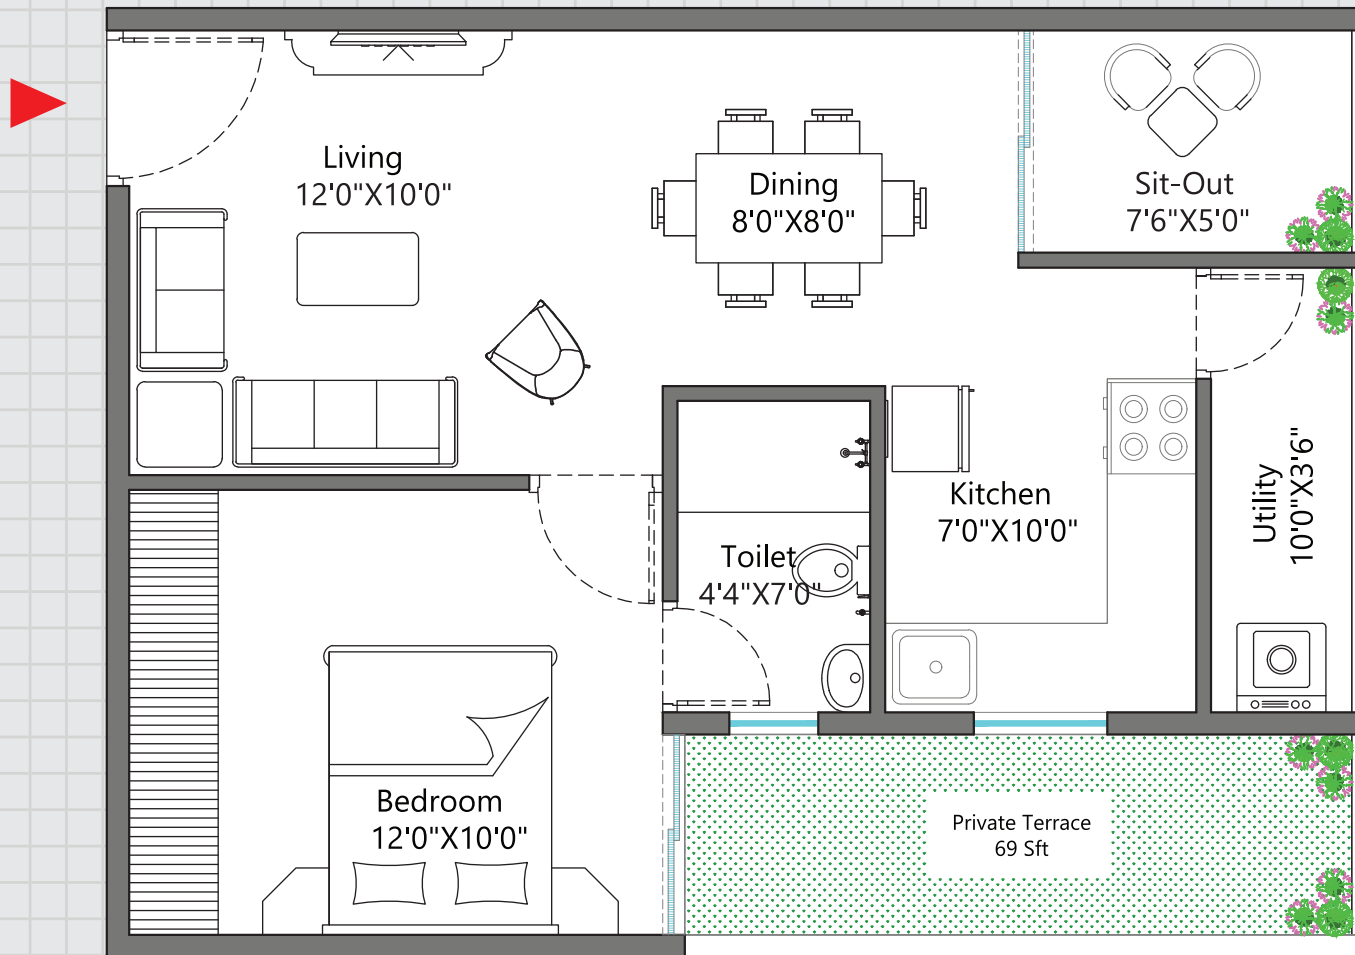 Living
12'0"X10'0"
Dining
8'0"X8'0"
Sit-Out
7'6"X5'0"
Kitchen
7'0"X10'0"
Utility
10'0"X3'6"
Toilet
4'4"X7'0"
Bedroom
12'0"X10'0"
Private Terrace
69 Sft